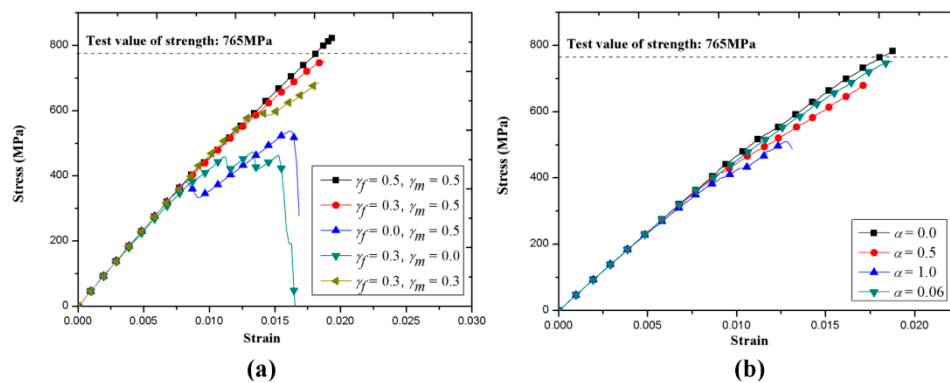 (a)
Test value of strength: 765MPa
Stress (MPa)
800
600
400
200
0
0.000 0.005 0.010 0.015 0.020 0.025 0.030
Strain
γf = 0.5, γm = 0.5
γf = 0.3, γm = 0.5
γf = 0.0, γm = 0.5
γf = 0.3, γm = 0.0
γf = 0.3, γm = 0.3
(a)
(b)
Test value of strength: 765MPa
Stress (MPa)
800
600
400
200
0
0.000 0.005 0.010 0.015 0.020
Strain
α = 0.0
α = 0.5
α = 1.0
α = 0.06
(b)